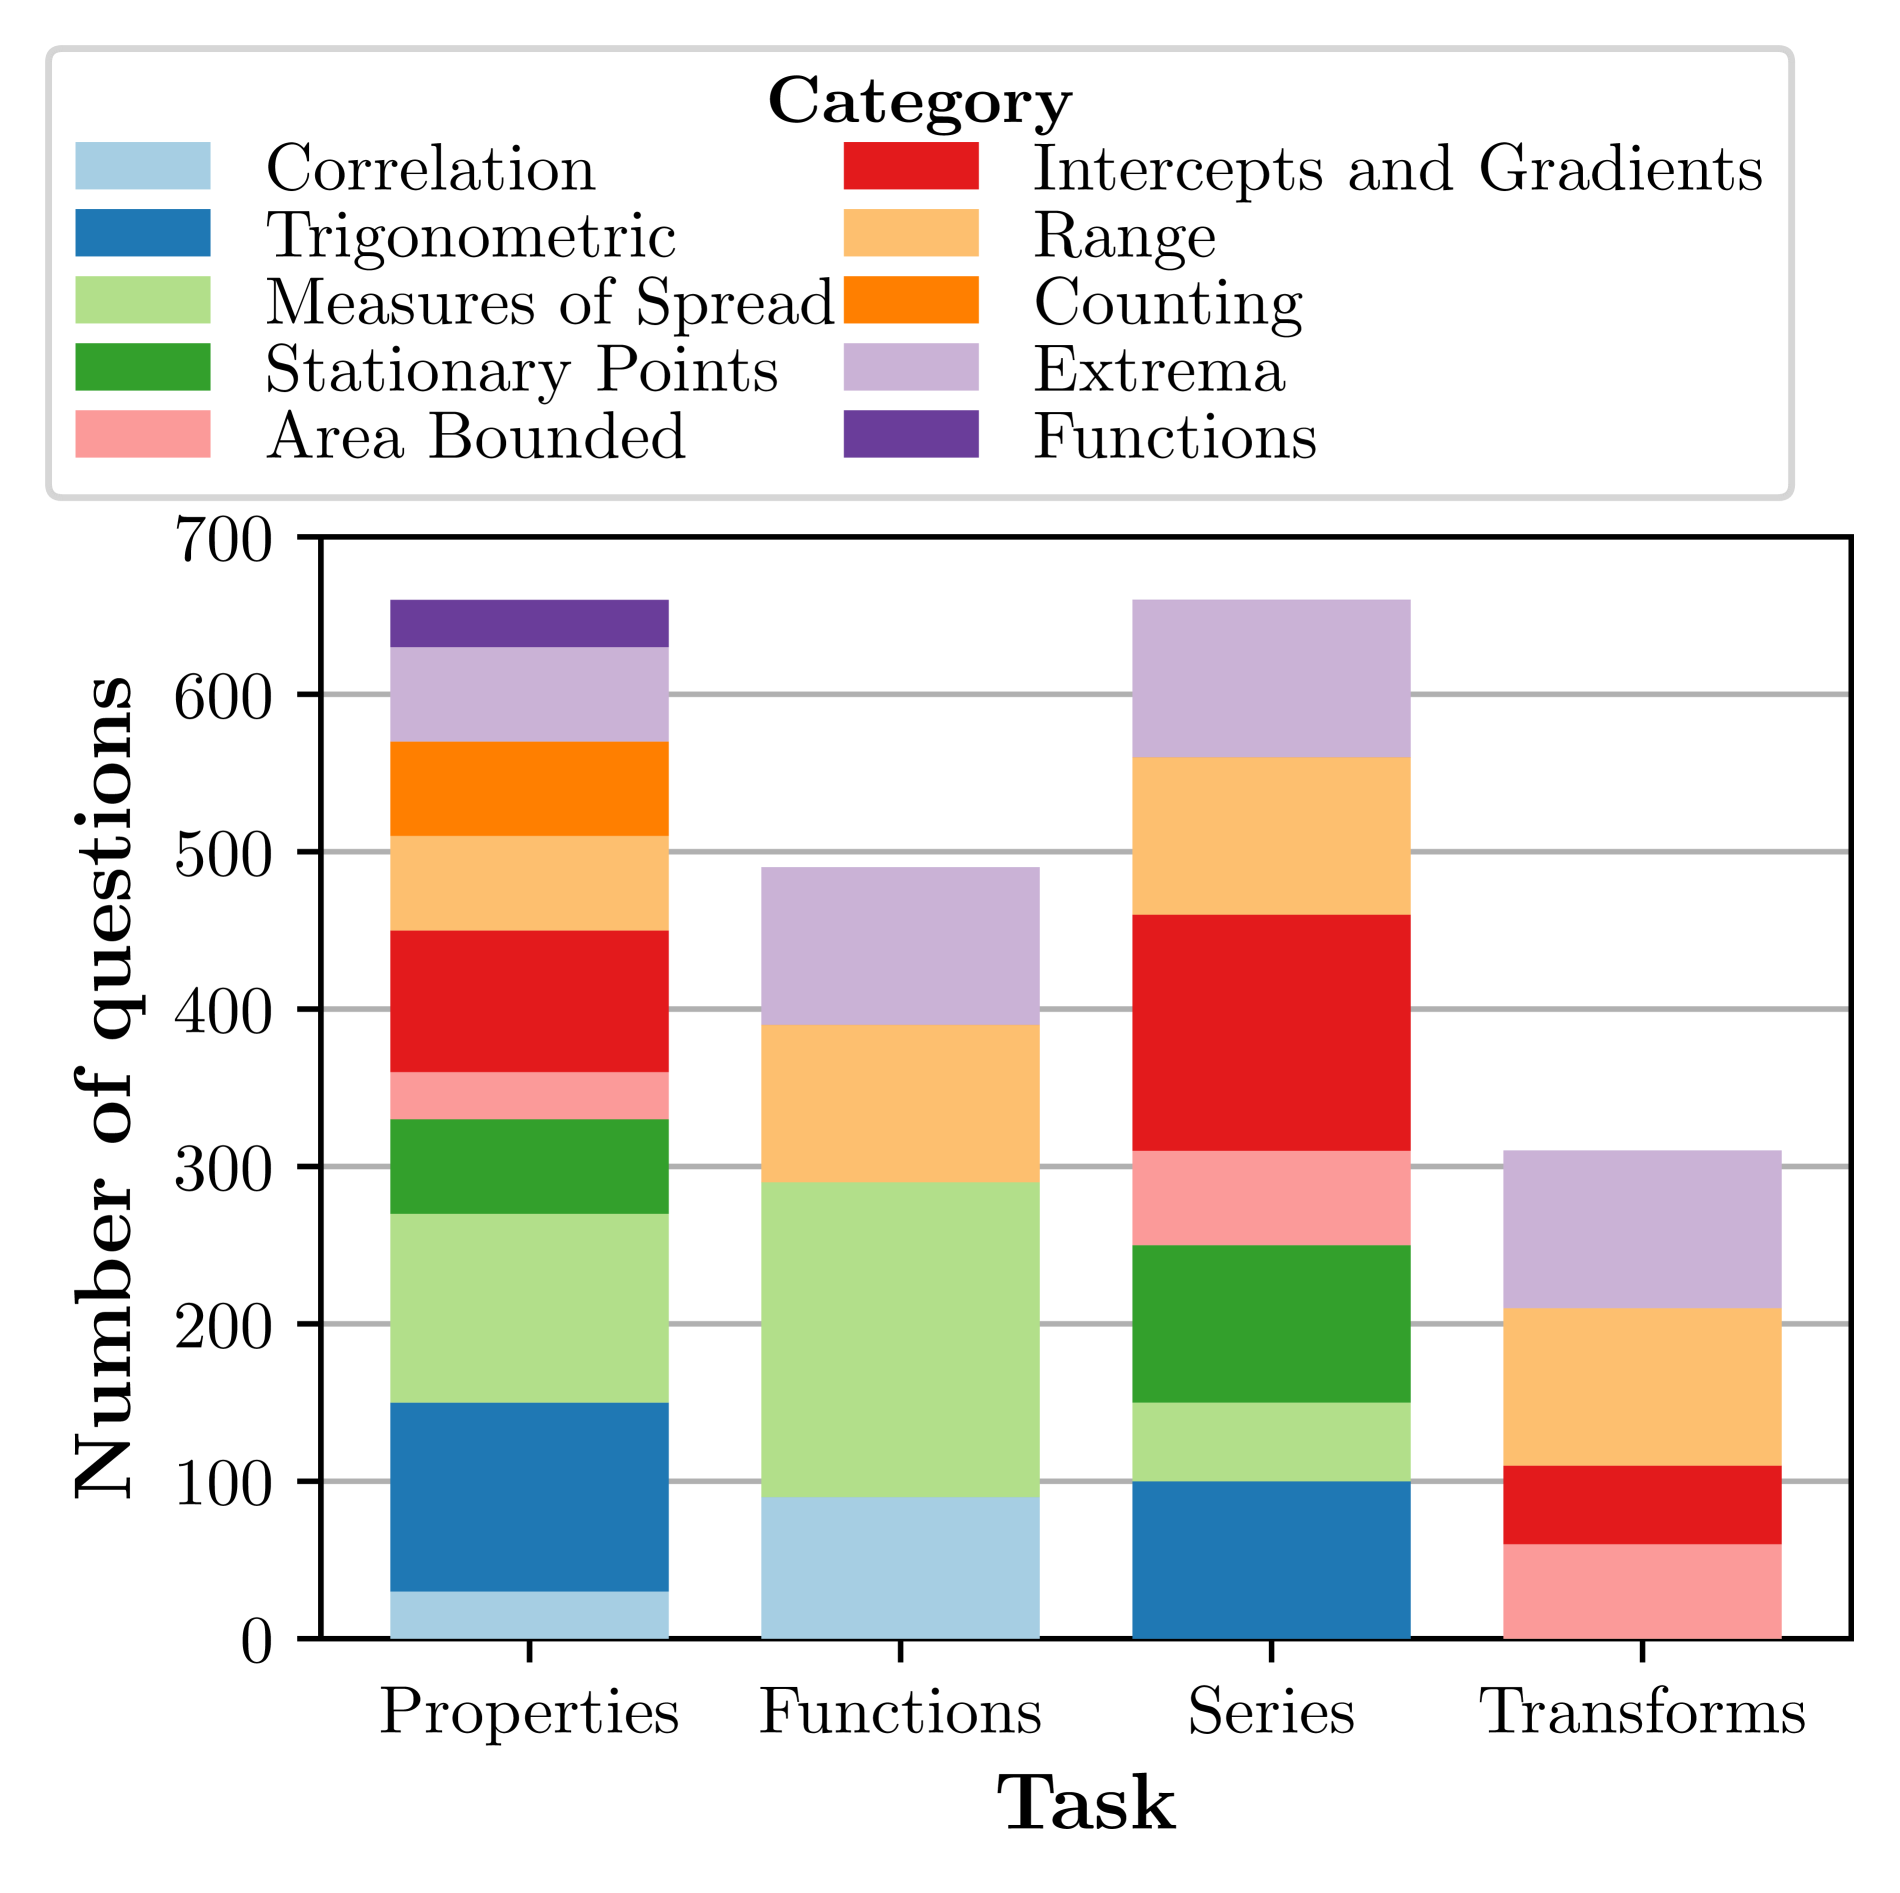 Category
Correlation
Trigonometric
Measures of Spread
Stationary Points
Area Bounded
Intercepts and Gradients
Range
Counting
Extrema
Functions
700
600
500
400
300
200
100
0
Number of questions
Properties
Functions
Series
Transforms
Task